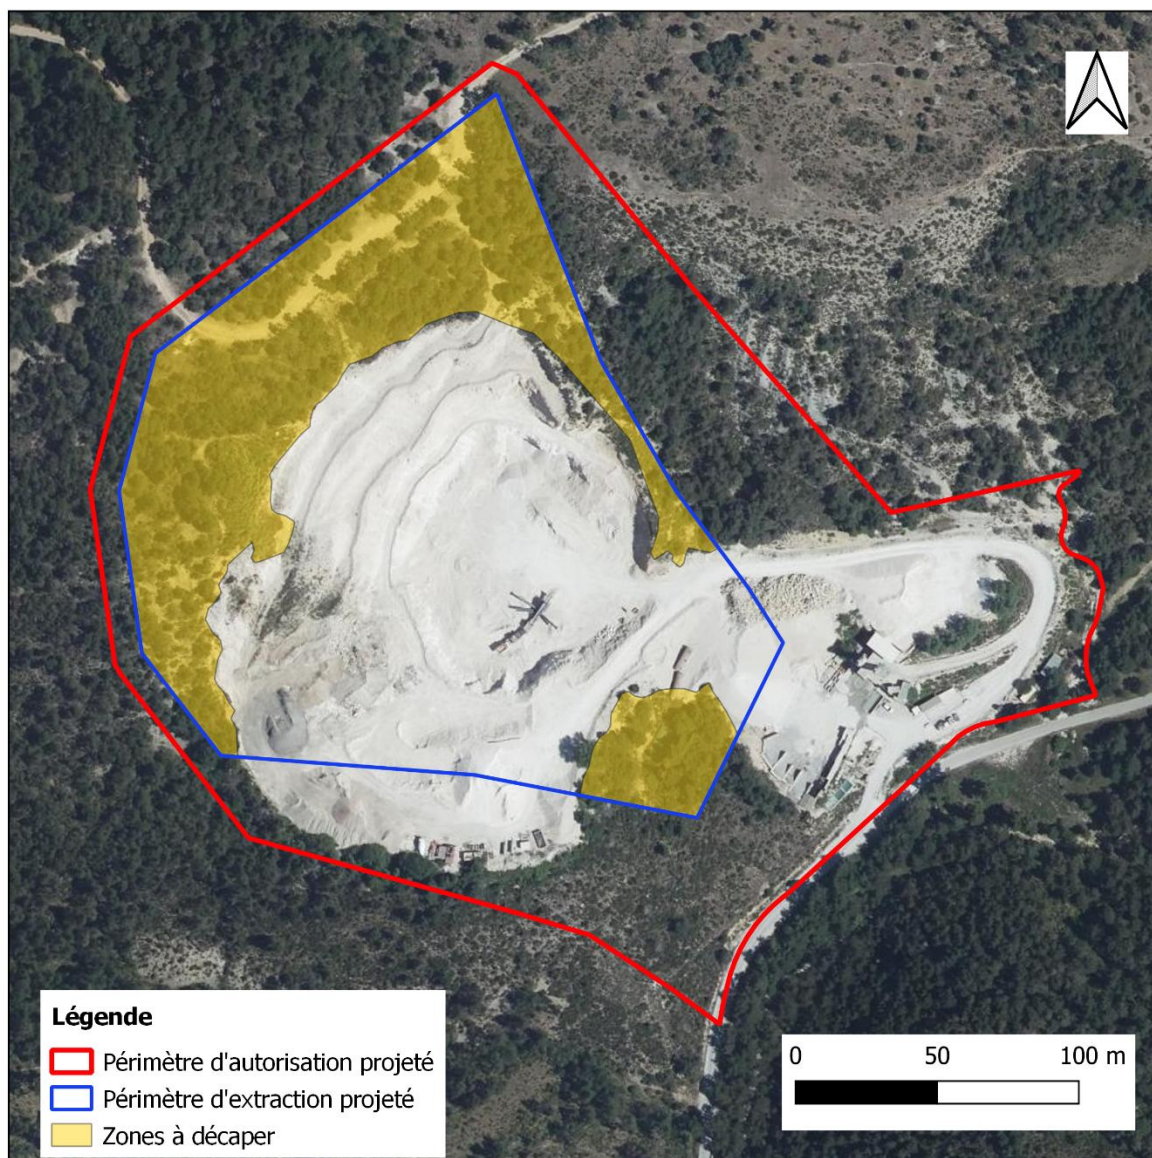 Légende
Périmètre d'autorisation projeté
Périmètre d'extraction projeté
Zones à décaper
0 50 100 m